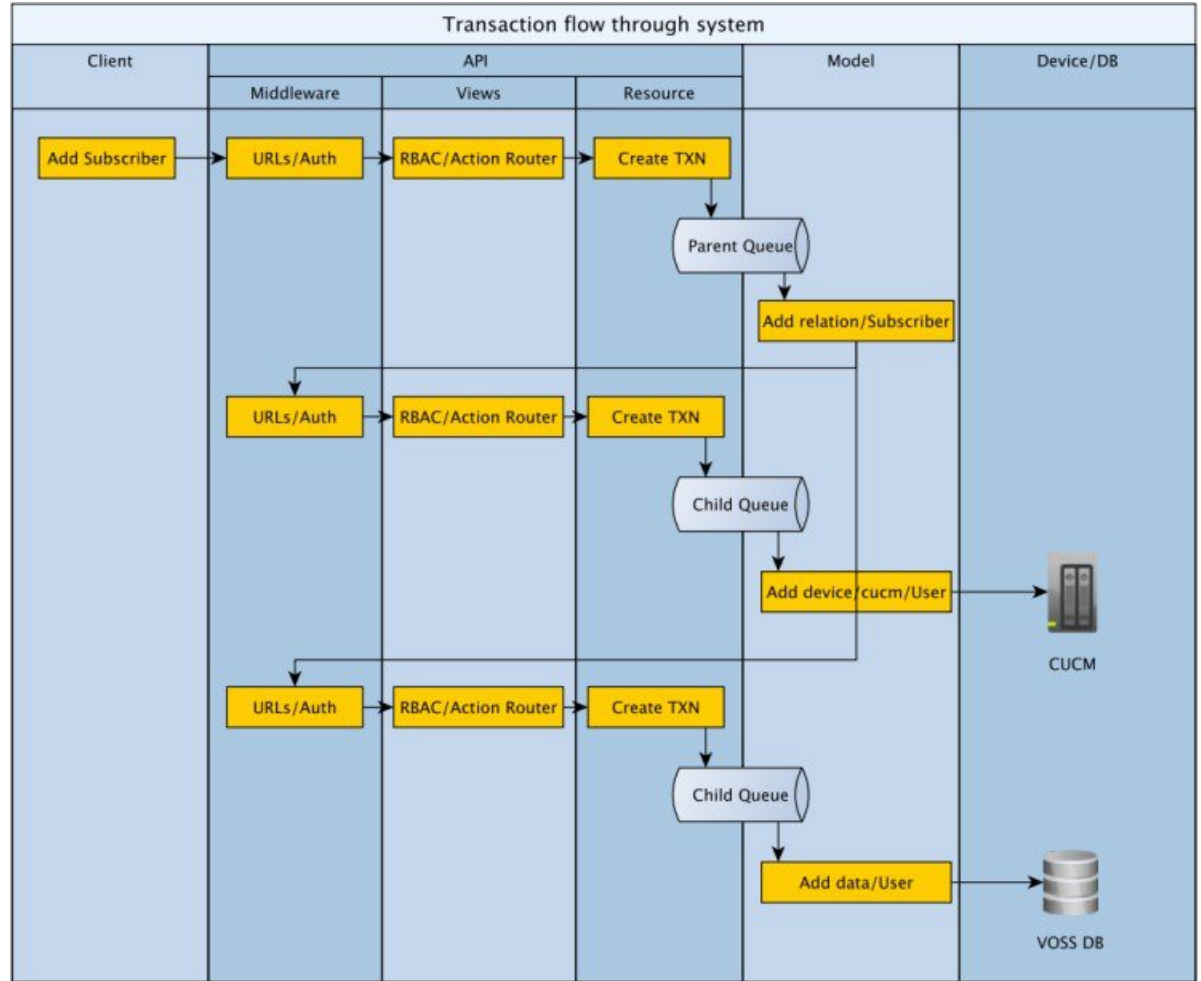 Transaction flow through system
Client
API
Model
Device/DB
Middleware
Views
Resource
Add Subscriber
URLs/Auth
RBAC/Action Router
Create TXN
Parent Queue
Add relation/Subscriber
URLs/Auth
RBAC/Action Router
Create TXN
Child Queue
Add device/cucm/User
CUCM
URLs/Auth
RBAC/Action Router
Create TXN
Child Queue
Add data/User
VOSS DB